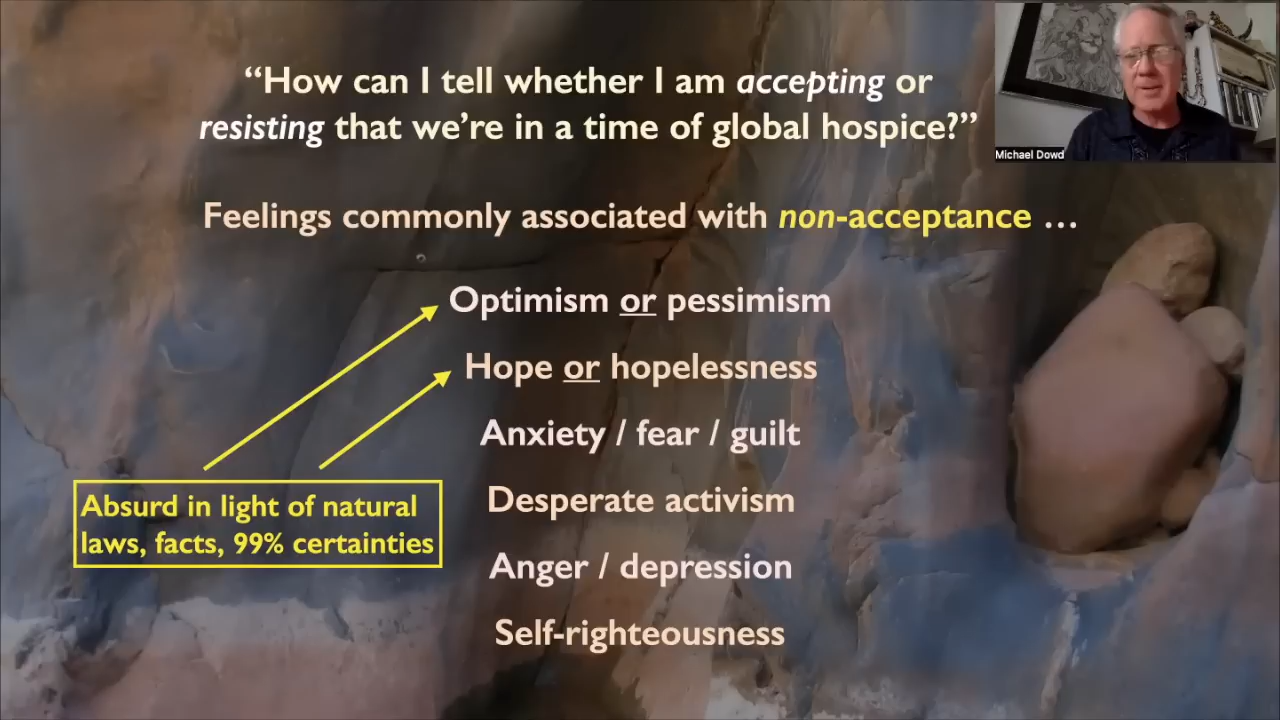 “How can I tell whether I am accepting or
resisting that we’re in a time of global hospice?”
Michael Dowd
Feelings commonly associated with non-acceptance …
Optimism or pessimism
Hope or hopelessness
Anxiety / fear / guilt
Desperate activism
Anger / depression
Self-righteousness
Absurd in light of natural
laws, facts, 99% certainties